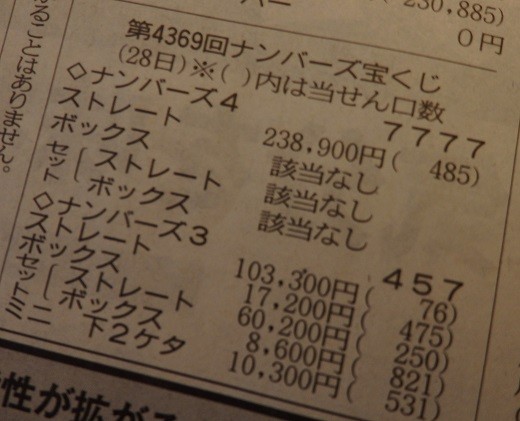 230,885)
0円
ることはありません。
第4369回ナンバーズ宝くじ
(28日)※( )内は当せん口数
◇ナンバーズ4 7777
ストレート 238,900円( 485)
ボックス 該当なし
セット[ストレート 該当なし
ボックス 該当なし
◇ナンバーズ3 457
ストレート 103,300円( 76)
ボックス 17,200円( 475)
セット[ストレート 60,200円( 250)
ボックス 8,600円( 821)
ミニ 下2ケタ 10,300円( 531)
性が拡がる